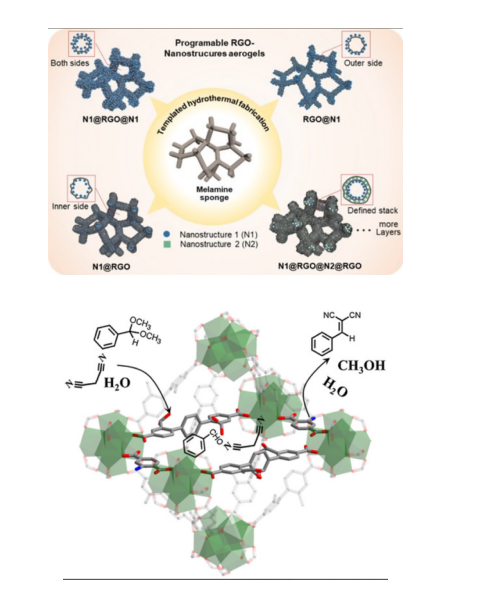 Programable RGO-
Nanostrucures aerogels
Both sides
Outer side
N1@RGO@N1
RGO@N1
Templated hydrothermal fabrication
Melamine
sponge
Inner side
Defined stack
more
Layers
Nanostructure 1 (N1)
Nanostructure 2 (N2)
N1@RGO
N1@RGO@N2@RGO
OCH3
OCH3
H
N
N
H2O
NC
CN
H
CH3OH
H2O
CHO
N
N